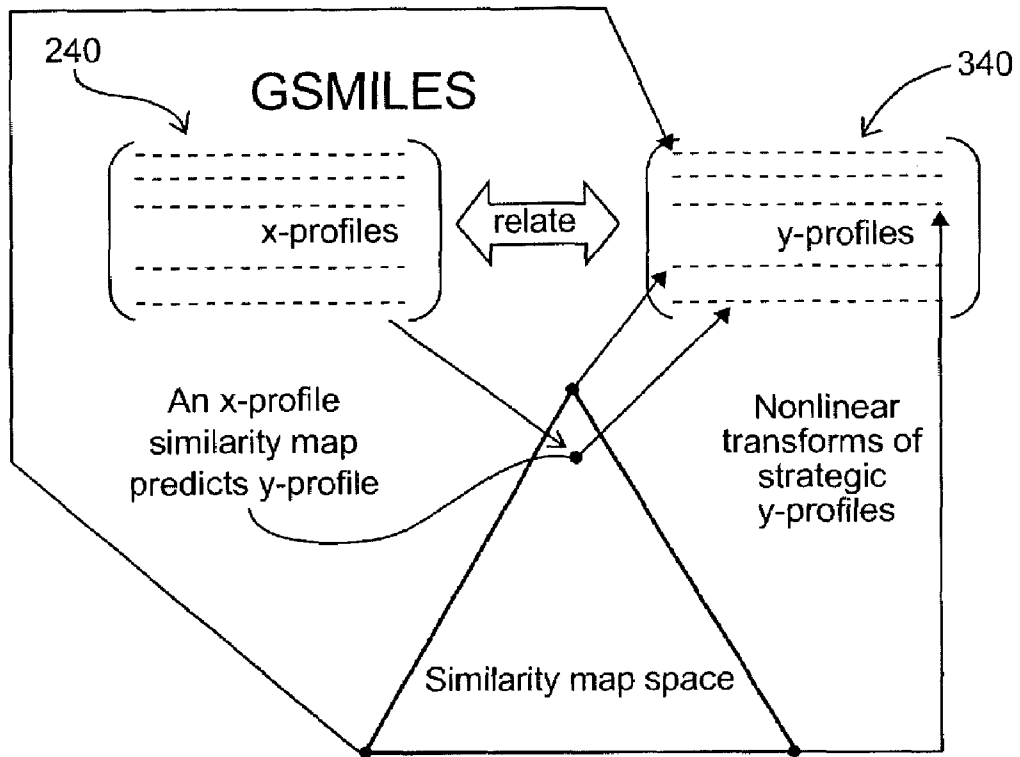 240
GSMILES
340
x-profiles
relate
y-profiles
An x-profile
similarity map
predicts y-profile
Nonlinear
transforms of
strategic
y-profiles
Similarity map space